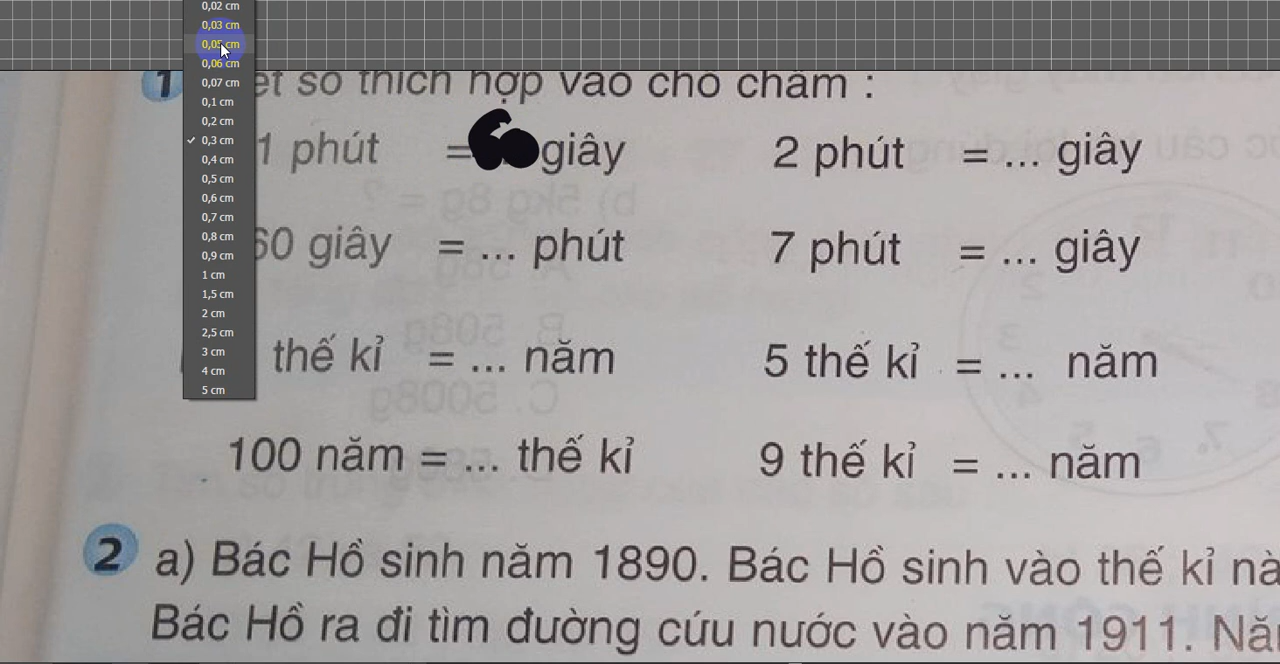 0,02 cm
0,03 cm
0,05 cm
0,06 cm
0,07 cm
0,1 cm
0,2 cm
0,3 cm
0,4 cm
0,5 cm
0,6 cm
0,7 cm
0,8 cm
0,9 cm
1 cm
1,5 cm
2 cm
2,5 cm
3 cm
4 cm
5 cm
1 số thích hợp vào chỗ chấm :
1 phút = 60 giây 2 phút = ... giây
60 giây = ... phút 7 phút = ... giây
thế kỉ = ... năm 5 thế kỉ = ... năm
100 năm = ... thế kỉ 9 thế kỉ = ... năm
2 a) Bác Hồ sinh năm 1890. Bác Hồ sinh vào thế kỉ
Bác Hồ ra đi tìm đường cứu nước vào năm 1911.